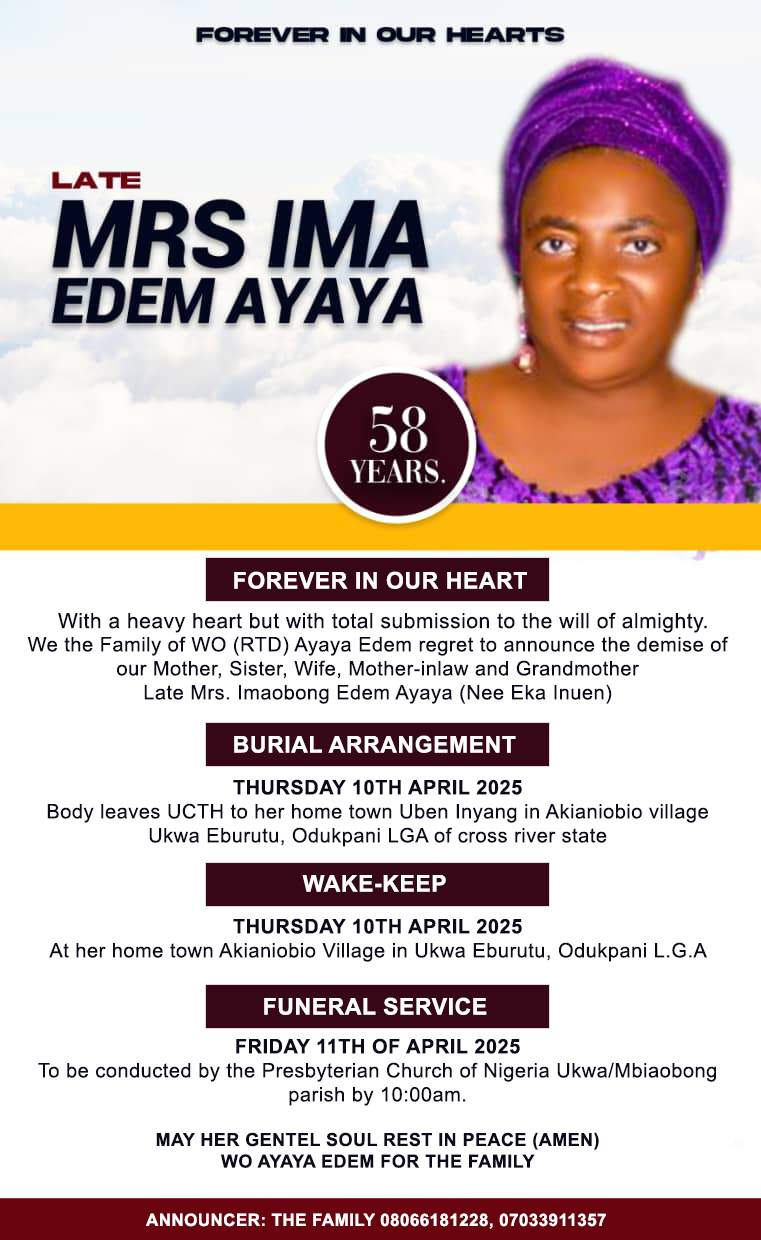 FOREVER IN OUR HEARTS
LATE
MRS IMA
EDEM AYAYA
58
YEARS.
FOREVER IN OUR HEART
With a heavy heart but with total submission to the will of almighty.
We the Family of WO (RTD) Ayaya Edem regret to announce the demise of
our Mother, Sister, Wife, Mother-inlaw and Grandmother
Late Mrs. Imaobong Edem Ayaya (Nee Eka Inuen)
BURIAL ARRANGEMENT
THURSDAY 10TH APRIL 2025
Body leaves UCTH to her home town Uben Inyang in Akianiobio village
Ukwa Eburutu, Odukpani LGA of cross river state
WAKE-KEEP
THURSDAY 10TH APRIL 2025
At her home town Akianiobio Village in Ukwa Eburutu, Odukpani L.G.A
FUNERAL SERVICE
FRIDAY 11TH OF APRIL 2025
To be conducted by the Presbyterian Church of Nigeria Ukwa/Mbiaobong
parish by 10:00am.
MAY HER GENTEL SOUL REST IN PEACE (AMEN)
WO AYAYA EDEM FOR THE FAMILY
ANNOUNCER: THE FAMILY 08066181228, 07033911357